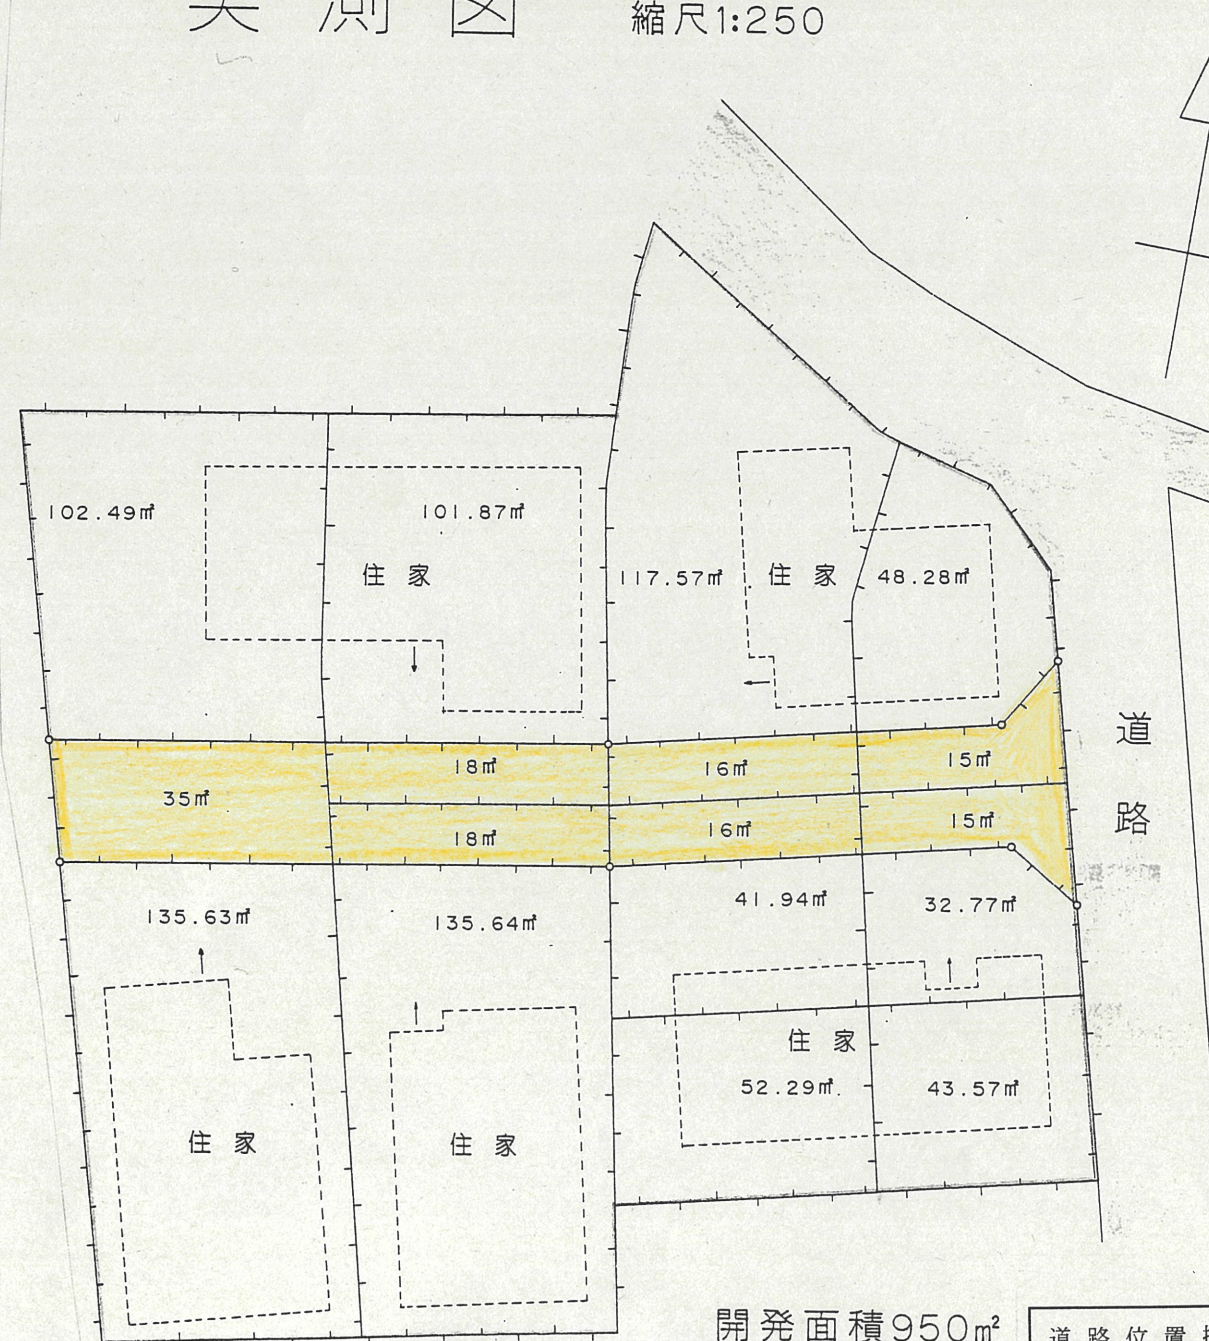 実測図 縮尺1:250
102.49㎡
101.87㎡
住家
117.57㎡
住家
48.28㎡
道路
18㎡
16㎡
15㎡
35㎡
18㎡
16㎡
15㎡
135.63㎡
135.64㎡
41.94㎡
32.77㎡
住家
52.29㎡
43.57㎡
住家
住家
開発面積950㎡
道路位置